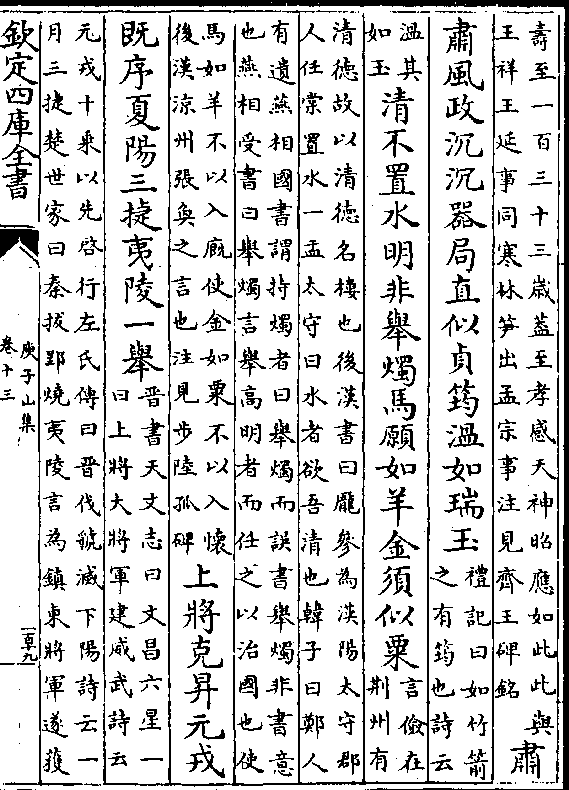 壽至一百三十三歳葢至孝感天神昭應如此此與
王祥王延事同寒林笋出孟宗事注見齊王碑銘
肅
肅風政沉沉器局直似貞筠溫如瑞玉
禮記曰如竹箭
之有筠也詩云
溫其
如玉
清不置水明非舉燭馬願如羊金須似粟
言儉在
荆州有
清德故以清德名樓也後漢書曰龐參為漢陽太守郡
人任棠置水一盂太守曰水者欲吾清也韓子曰鄭人
有遺燕相國書謂持燭者曰舉燭而誤書舉燭非書意
也燕相受書曰舉燭言舉高明者而任之以治國也使
馬如羊不以入廐使金如粟不以入懷
後漢涼州張奐之言也注見步陸孤碑
上將克昇元戎
既序夏陽三捷夷陵一舉
晉書天文志曰文昌六星一
曰上將大將軍建威武詩云
元戎十乘以先啓行左氏傳曰晉伐虢滅下陽詩云一
月三捷楚世家曰秦拔郢燒夷陵言為鎮東將軍遂獲
欽定四庫全書
庾子山集
卷十三